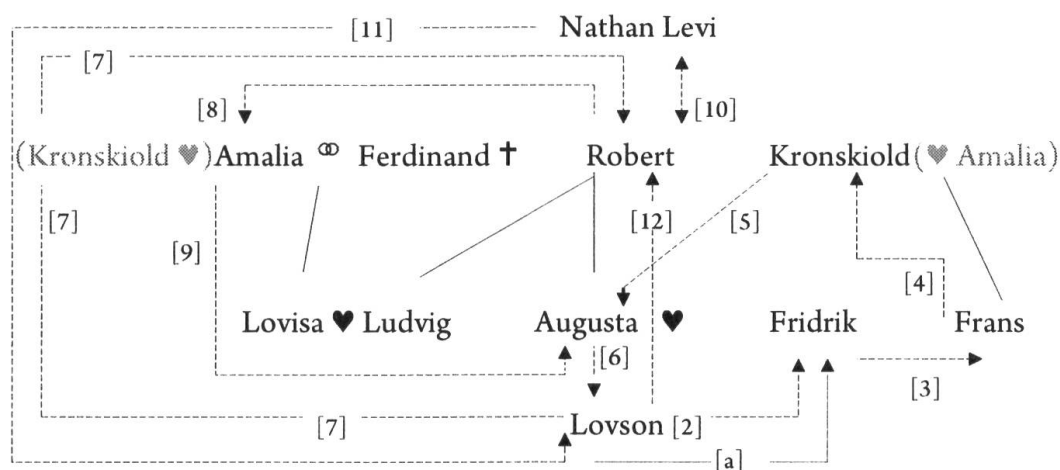 [11] Nathan Levi
[7]
[8] [10]
(Kronskiold ♥)Amalia ⚭ Ferdinand ✝ Robert Kronskiold(♥ Amalia)
[7] [9] [12] [5] [4]
Lovisa ♥ Ludvig Augusta ♥ Fridrik Frans
[6] [3]
[7] Lovson [2]
[a]